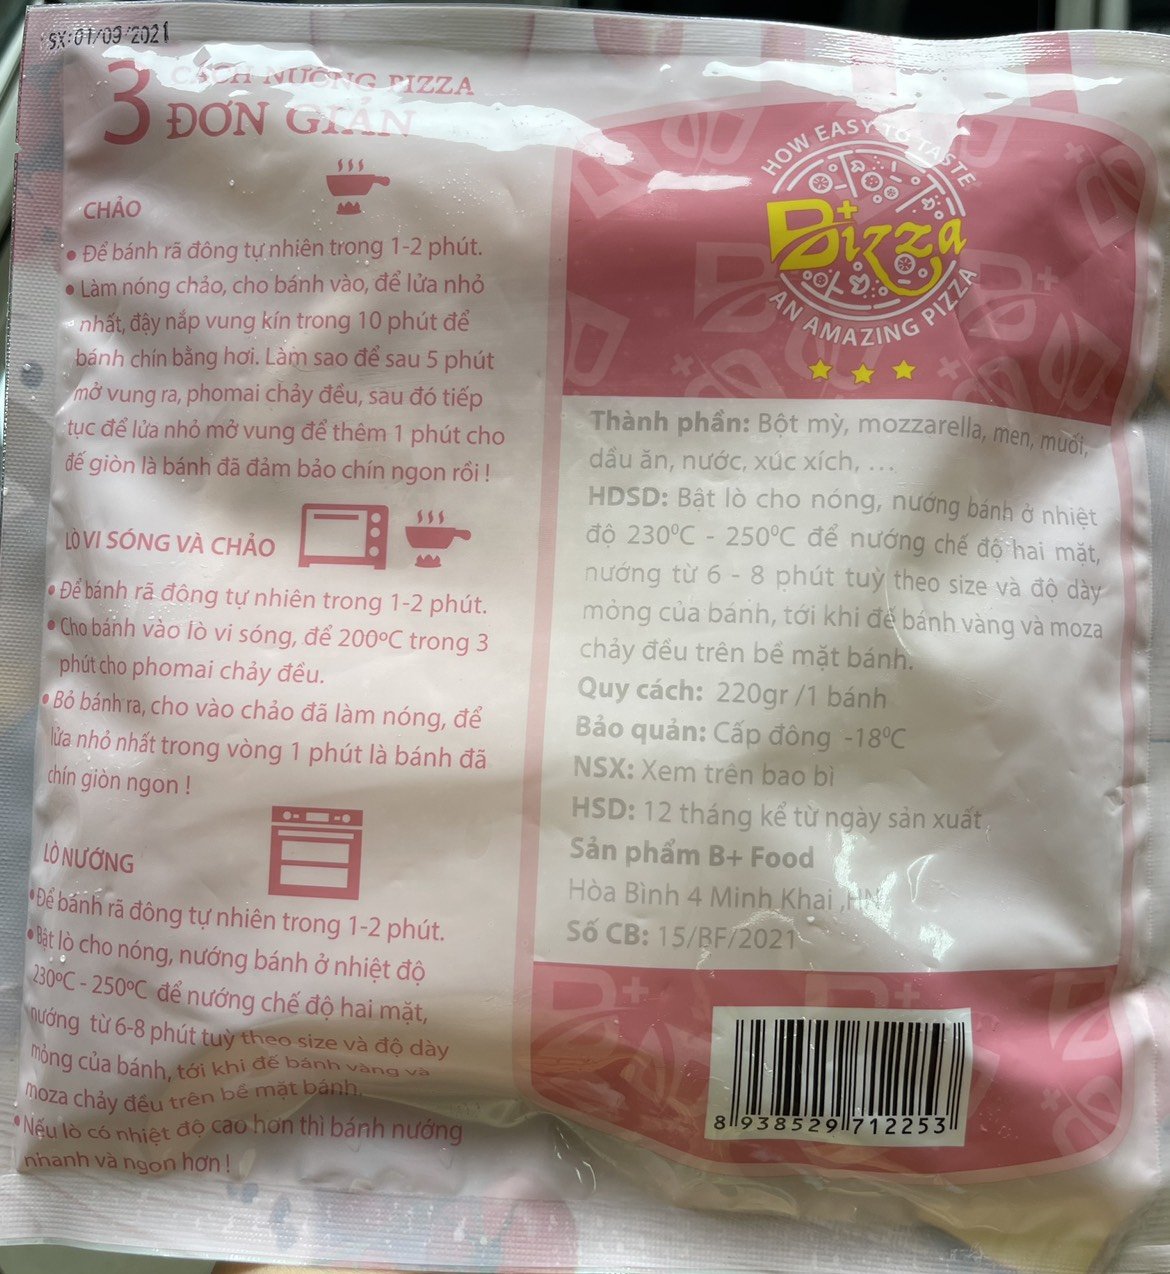 SX:01/09/2021
3 CÁCH NƯỚNG PIZZA
ĐƠN GIẢN
CHẢO
• Để bánh rã đông tự nhiên trong 1-2 phút.
• Làm nóng chảo, cho bánh vào, để lửa nhỏ
nhất, đậy nắp vung kín trong 10 phút để
bánh chín bằng hơi. Làm sao để sau 5 phút
mở vung ra, phomai chảy đều, sau đó tiếp
tục để lửa nhỏ mở vung để thêm 1 phút cho
đế giòn là bánh đã đảm bảo chín ngon rồi !
LÒ VI SÓNG VÀ CHẢO
• Để bánh rã đông tự nhiên trong 1-2 phút.
• Cho bánh vào lò vi sóng, để 200ºC trong 3
phút cho phomai chảy đều.
• Bỏ bánh ra, cho vào chảo đã làm nóng, để
lửa nhỏ nhất trong vòng 1 phút là bánh đã
chín giòn ngon !
LÒ NƯỚNG
• Để bánh rã đông tự nhiên trong 1-2 phút.
• Bật lò cho nóng, nướng bánh ở nhiệt độ
230ºC - 250ºC để nướng chế độ hai mặt,
nướng từ 6-8 phút tuỳ theo size và độ dày
mỏng của bánh, tới khi đế bánh vàng và
moza chảy đều trên bề mặt bánh.
• Nếu lò có nhiệt độ cao hơn thì bánh nướng
nhanh và ngon hơn !
HOW EASY TO TASTE
B+izza
AN AMAZING PIZZA
Thành phần: Bột mỳ, mozzarella, men, muối,
dầu ăn, nước, xúc xích, …
HDSD: Bật lò cho nóng, nướng bánh ở nhiệt
độ 230⁰C - 250⁰C để nướng chế độ hai mặt,
nướng từ 6 - 8 phút tuỳ theo size và độ dày
mỏng của bánh, tới khi đế bánh vàng và moza
chảy đều trên bề mặt bánh.
Quy cách: 220gr /1 bánh
Bảo quản: Cấp đông -18⁰C
NSX: Xem trên bao bì
HSD: 12 tháng kể từ ngày sản xuất
Sản phẩm B+ Food
Hòa Bình 4 Minh Khai ,HN
Số CB: 15/BF/2021
8 938529 712253